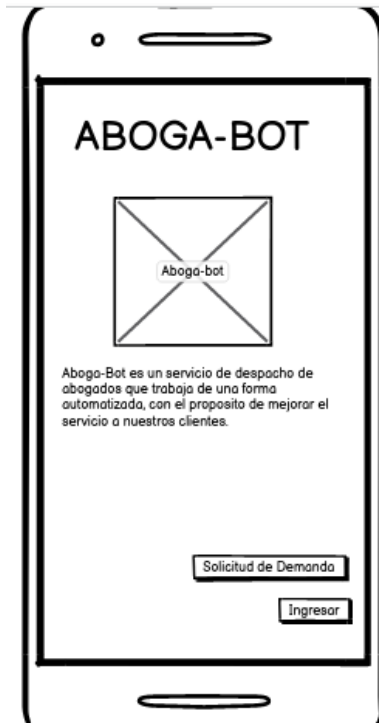 ABOGA-BOT
Aboga-bot
Aboga-Bot es un servicio de despacho de
abogados que trabaja de una forma
automatizada, con el proposito de mejorar el
servicio a nuestros clientes.
Solicitud de Demanda
Ingresar